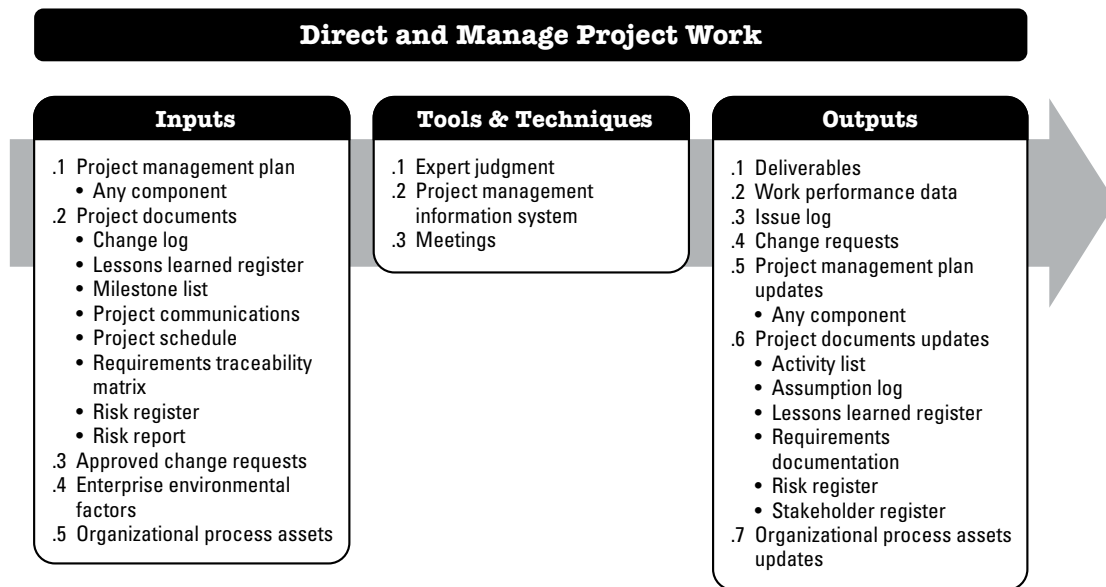 Direct and Manage Project Work
Inputs
.1 Project management plan
• Any component
.2 Project documents
• Change log
• Lessons learned register
• Milestone list
• Project communications
• Project schedule
• Requirements traceability
matrix
• Risk register
• Risk report
.3 Approved change requests
.4 Enterprise environmental
factors
.5 Organizational process assets
Tools & Techniques
.1 Expert judgment
.2 Project management
information system
.3 Meetings
Outputs
.1 Deliverables
.2 Work performance data
.3 Issue log
.4 Change requests
.5 Project management plan
updates
• Any component
.6 Project documents updates
• Activity list
• Assumption log
• Lessons learned register
• Requirements
documentation
• Risk register
• Stakeholder register
.7 Organizational process assets
updates